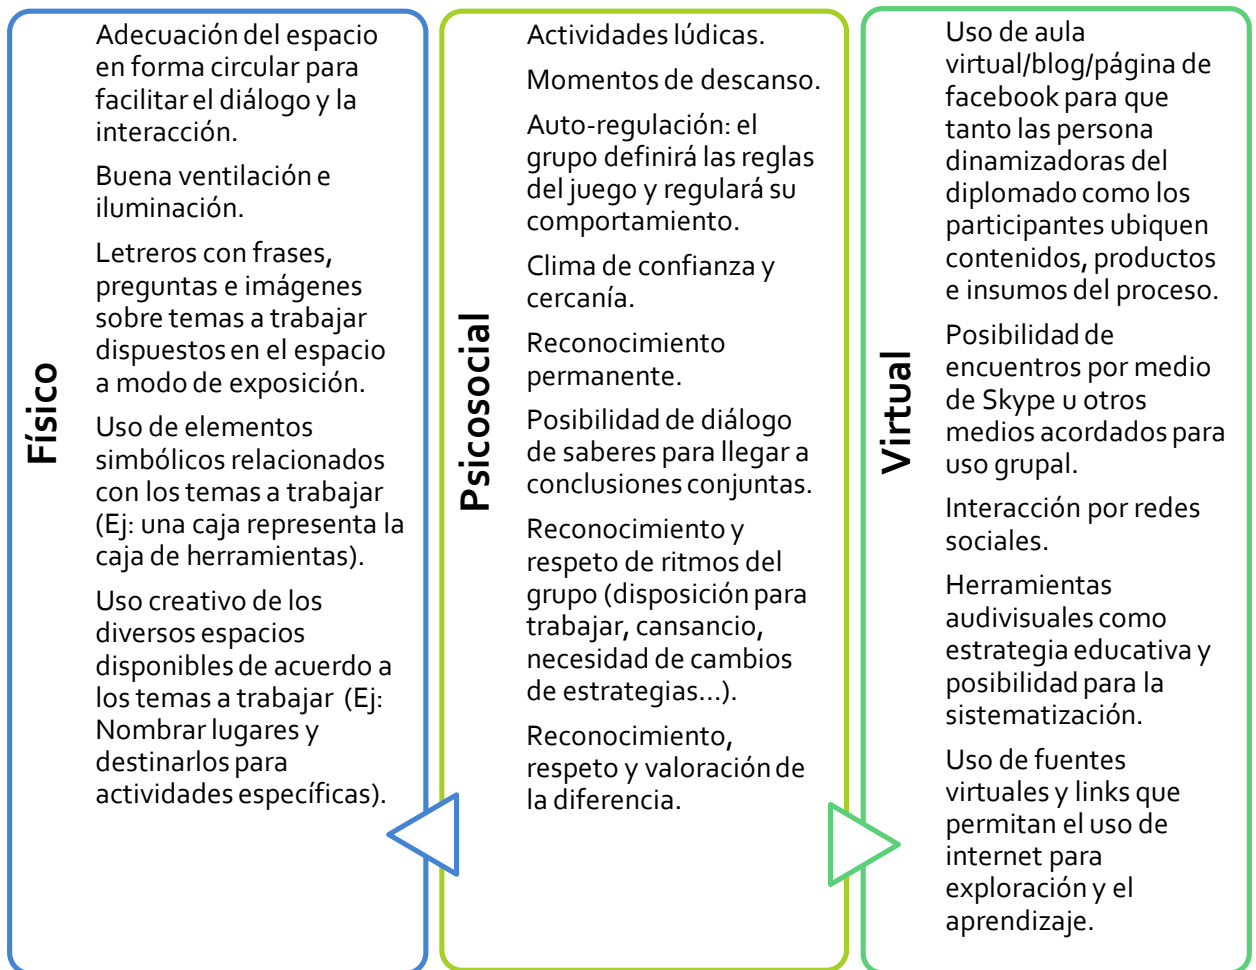 Físico
Adecuación del espacio
en forma circular para
facilitar el diálogo y la
interacción.
Buena ventilación e
iluminación.
Letreros con frases,
preguntas e imágenes
sobre temas a trabajar
dispuestos en el espacio
a modo de exposición.
Uso de elementos
simbólicos relacionados
con los temas a trabajar
(Ej: una caja representa la
caja de herramientas).
Uso creativo de los
diversos espacios
disponibles de acuerdo a
los temas a trabajar (Ej:
Nombrar lugares y
destinarlos para
actividades específicas).
Psicosocial
Actividades lúdicas.
Momentos de descanso.
Auto-regulación: el
grupo definirá las reglas
del juego y regulará su
comportamiento.
Clima de confianza y
cercanía.
Reconocimiento
permanente.
Posibilidad de diálogo
de saberes para llegar a
conclusiones conjuntas.
Reconocimiento y
respeto de ritmos del
grupo (disposición para
trabajar, cansancio,
necesidad de cambios
de estrategias...).
Reconocimiento,
respeto y valoración de
la diferencia.
Virtual
Uso de aula
virtual/blog/página de
facebook para que
tanto las persona
dinamizadoras del
diplomado como los
participantes ubiquen
contenidos, productos
e insumos del proceso.
Posibilidad de
encuentros por medio
de Skype u otros
medios acordados para
uso grupal.
Interacción por redes
sociales.
Herramientas
audivisuales como
estrategia educativa y
posibilidad para la
sistematización.
Uso de fuentes
virtuales y links que
permitan el uso de
internet para
exploración y el
aprendizaje.